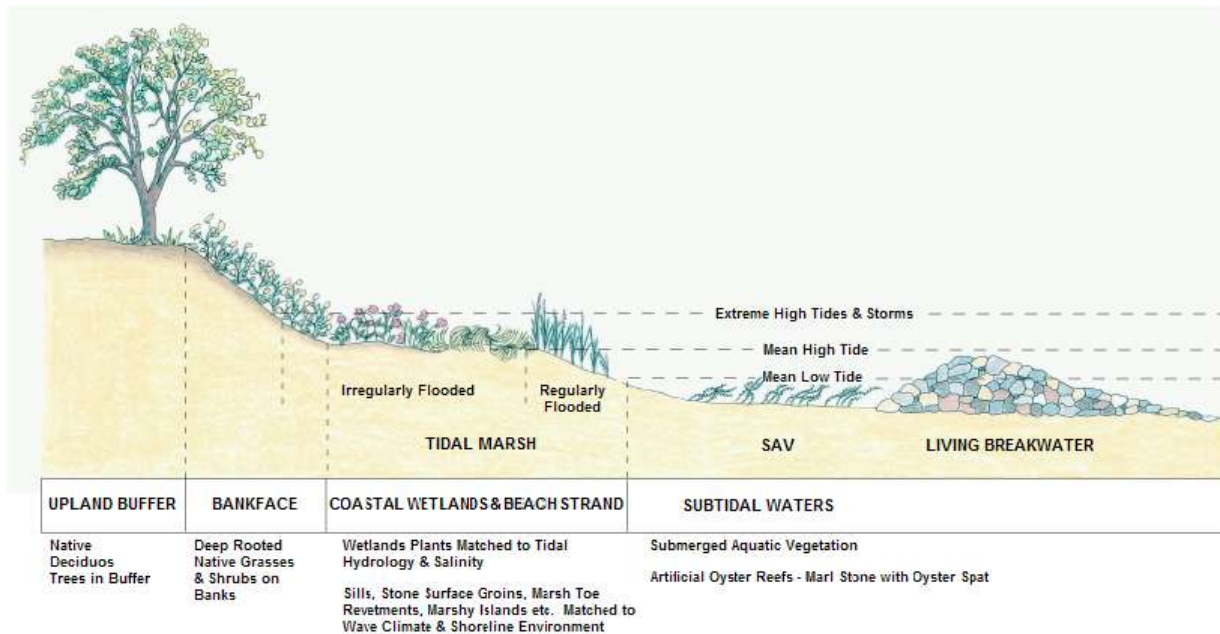 Extreme High Tides & Storms
Mean High Tide
Mean Low Tide
Irregularly Flooded
Regularly
Flooded
TIDAL MARSH
SAV
LIVING BREAKWATER
UPLAND BUFFER
BANKFACE
COASTAL WETLANDS & BEACH STRAND
SUBTIDAL WATERS
Native
Deciduos
Trees in Buffer
Deep Rooted
Native Grasses
& Shrubs on
Banks
Wetlands Plants Matched to Tidal
Hydrology & Salinity
Sills, Stone Surface Groins, Marsh Toe
Revetments, Marshy Islands etc. Matched to
Wave Climate & Shoreline Environment
Submerged Aquatic Vegetation
Artificial Oyster Reefs - Marl Stone with Oyster Spat